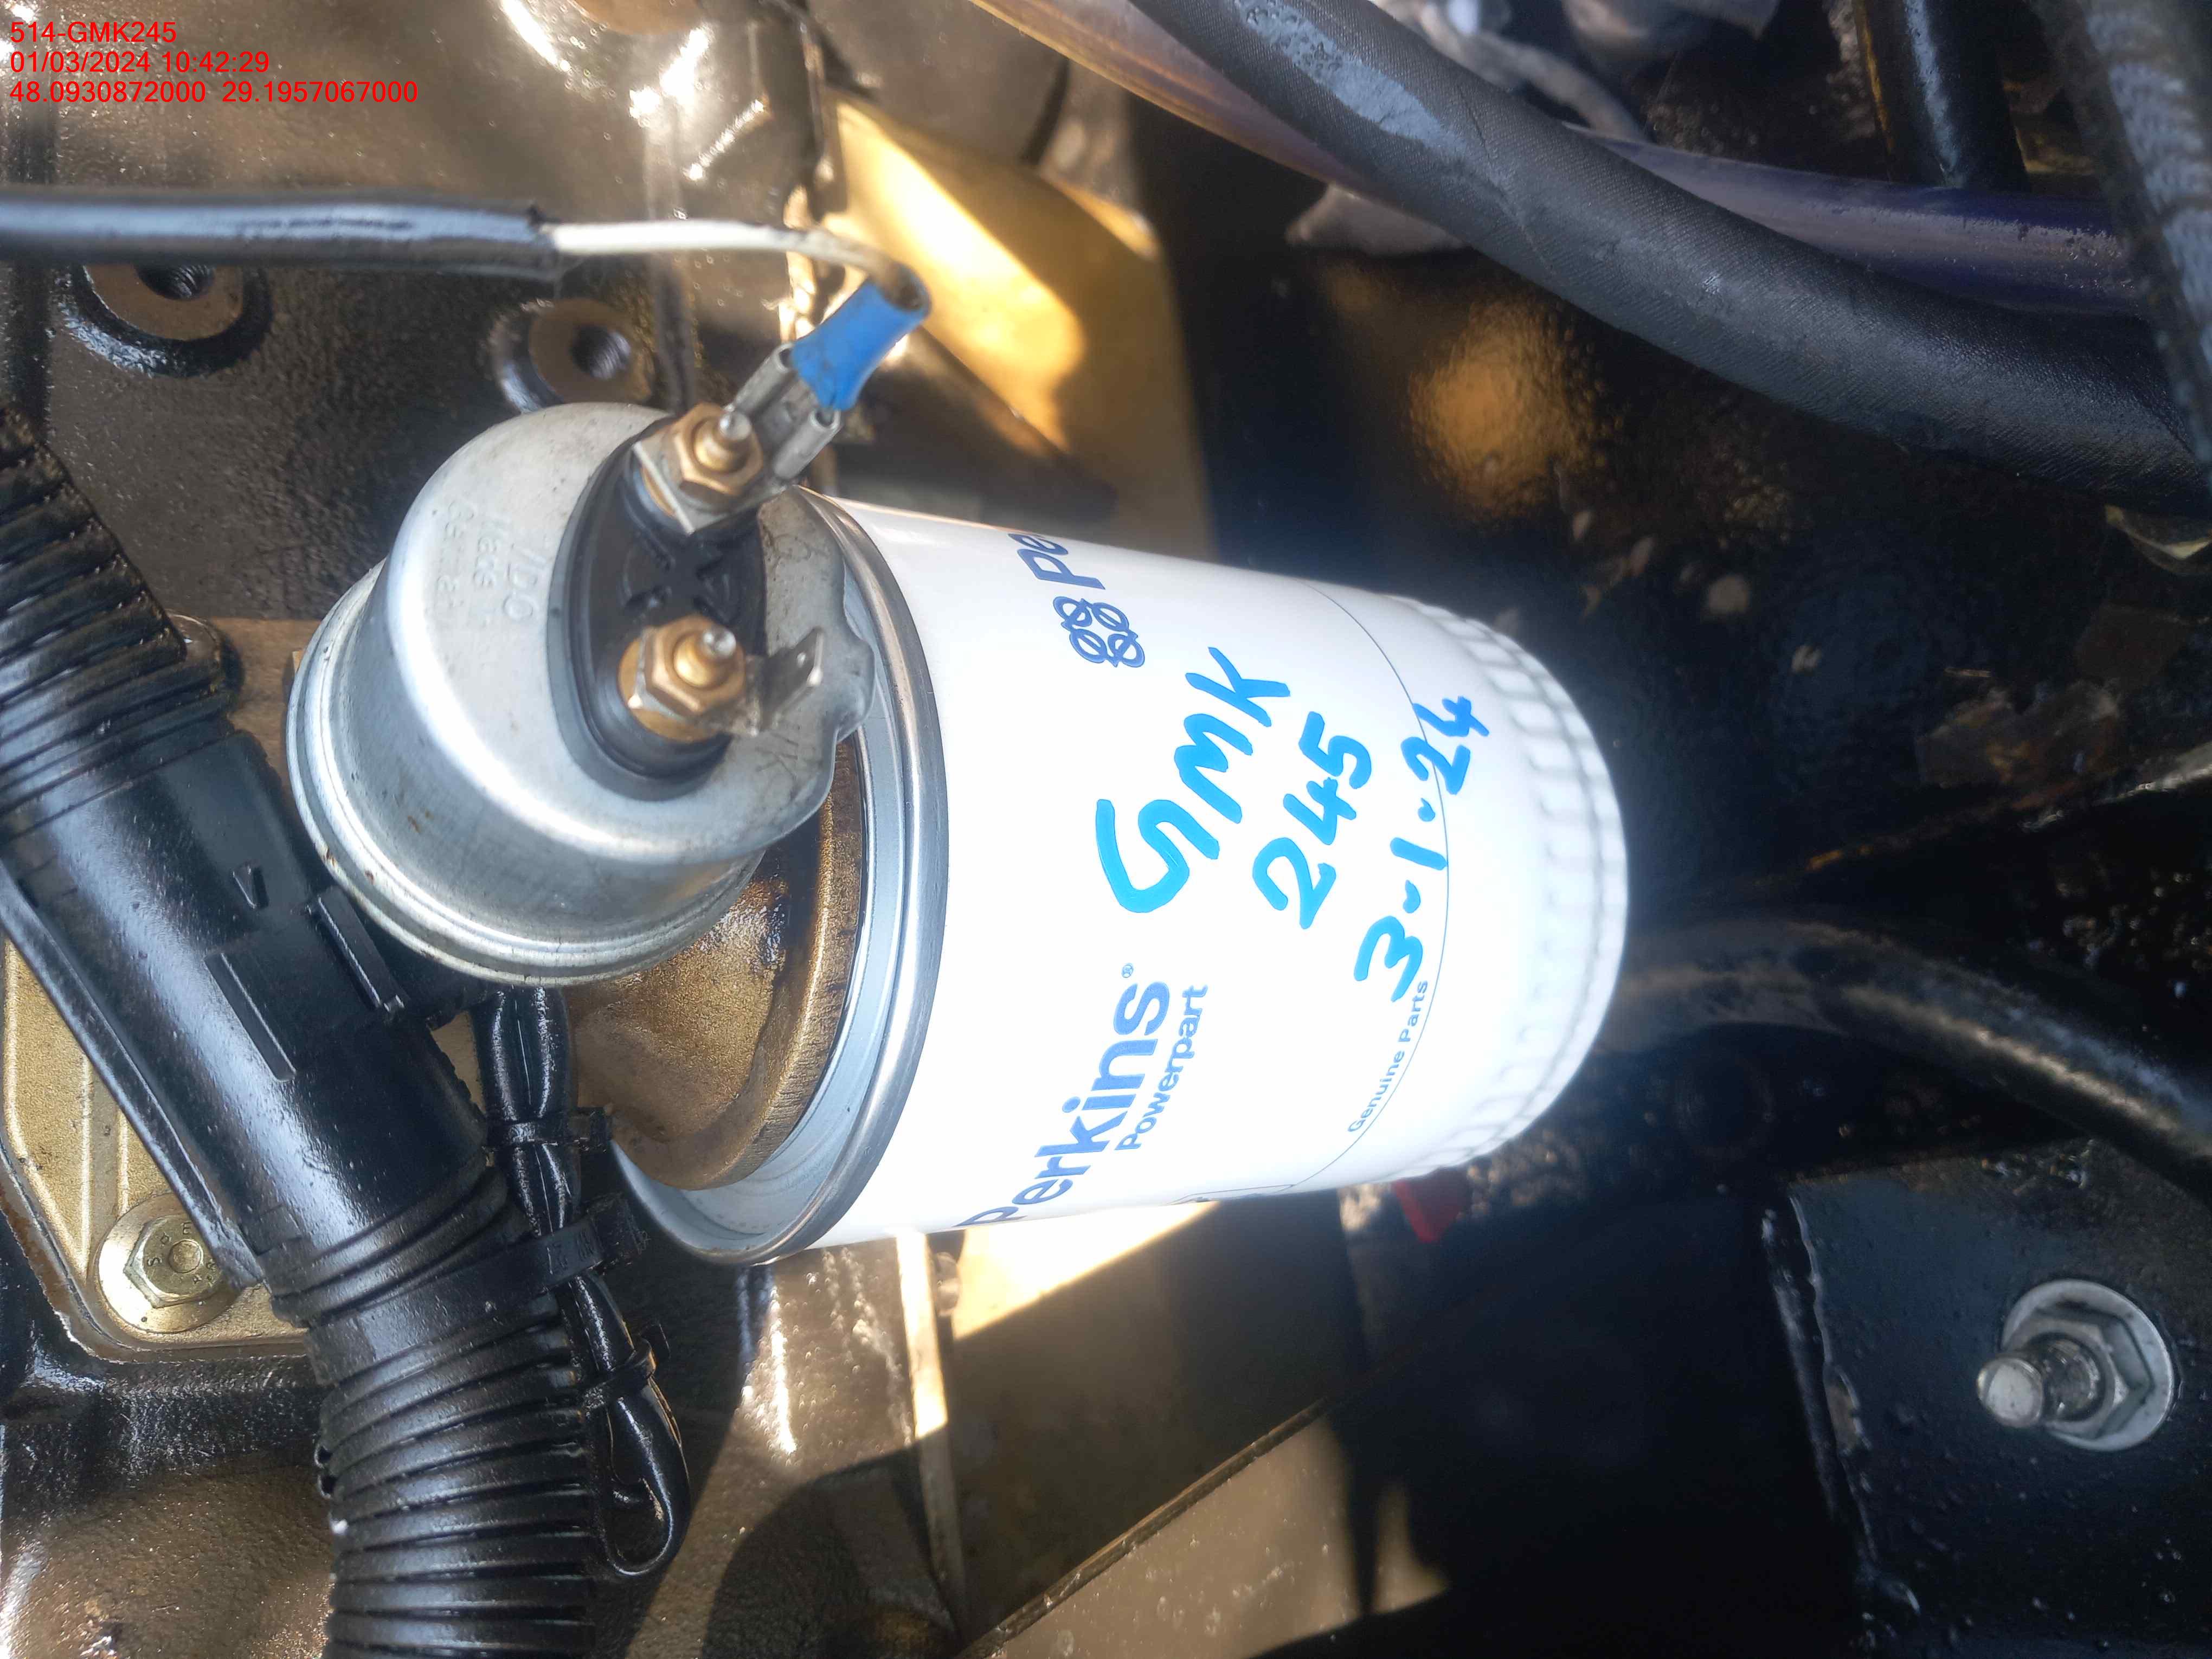 514-GMK245
01/03/2024 10:42:29
48.0930872000 29.1957067000
Perkins®
Powerpart
Genuine Parts
GMK
245
3-1-24